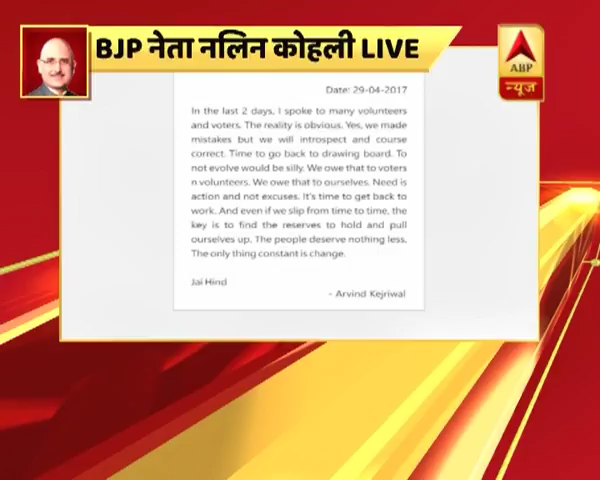 BJP नेता नलिन कोहली LIVE
ABP
न्यूज़
Date: 29-04-2017
In the last 2 days, I spoke to many volunteers
and voters. The reality is obvious. Yes, we made
mistakes but we will introspect and course
correct. Time to go back to drawing board. To
not evolve would be silly. We owe that to voters
n volunteers. We owe that to ourselves. Need is
action and not excuses. It's time to get back to
work. And even if we slip from time to time, the
key is to find the reserves to hold and pull
ourselves up. The people deserve nothing less.
The only thing constant is change.
Jai Hind
- Arvind Kejriwal